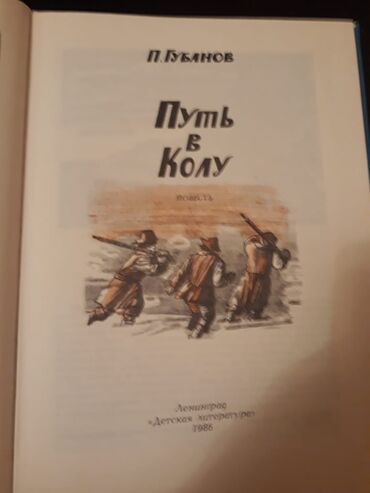 П. ГУБАНОВ
Путь
в
Колу
ПОВЕСТЬ
Ленинград
«Детская литература»
1986